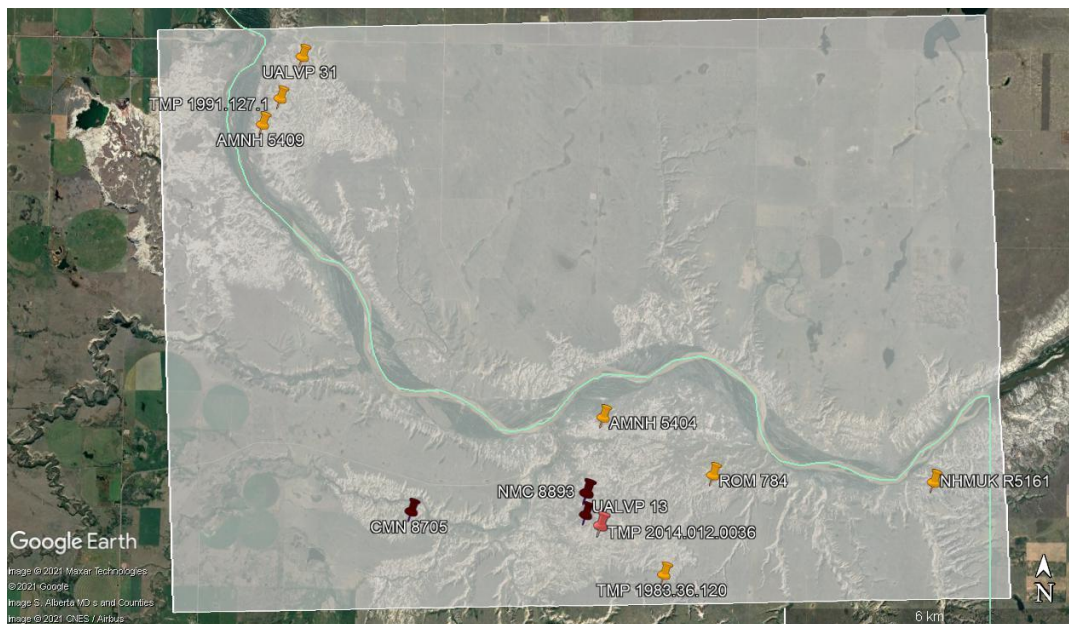 UALVP 31
TMP 1991.127.1
AMNH 5409
AMNH 5404
ROM 784
NHMUK R5161
NMC 8893
UALVP 13
CMN 8705
TMP 2014.012.0036
TMP 1983.36.120
Google Earth
Image © 2021 Maxar Technologies
© 2021 Google
Image S. Alberta MD s and Counties
Image © 2021 CNES / Airbus
N
6 km